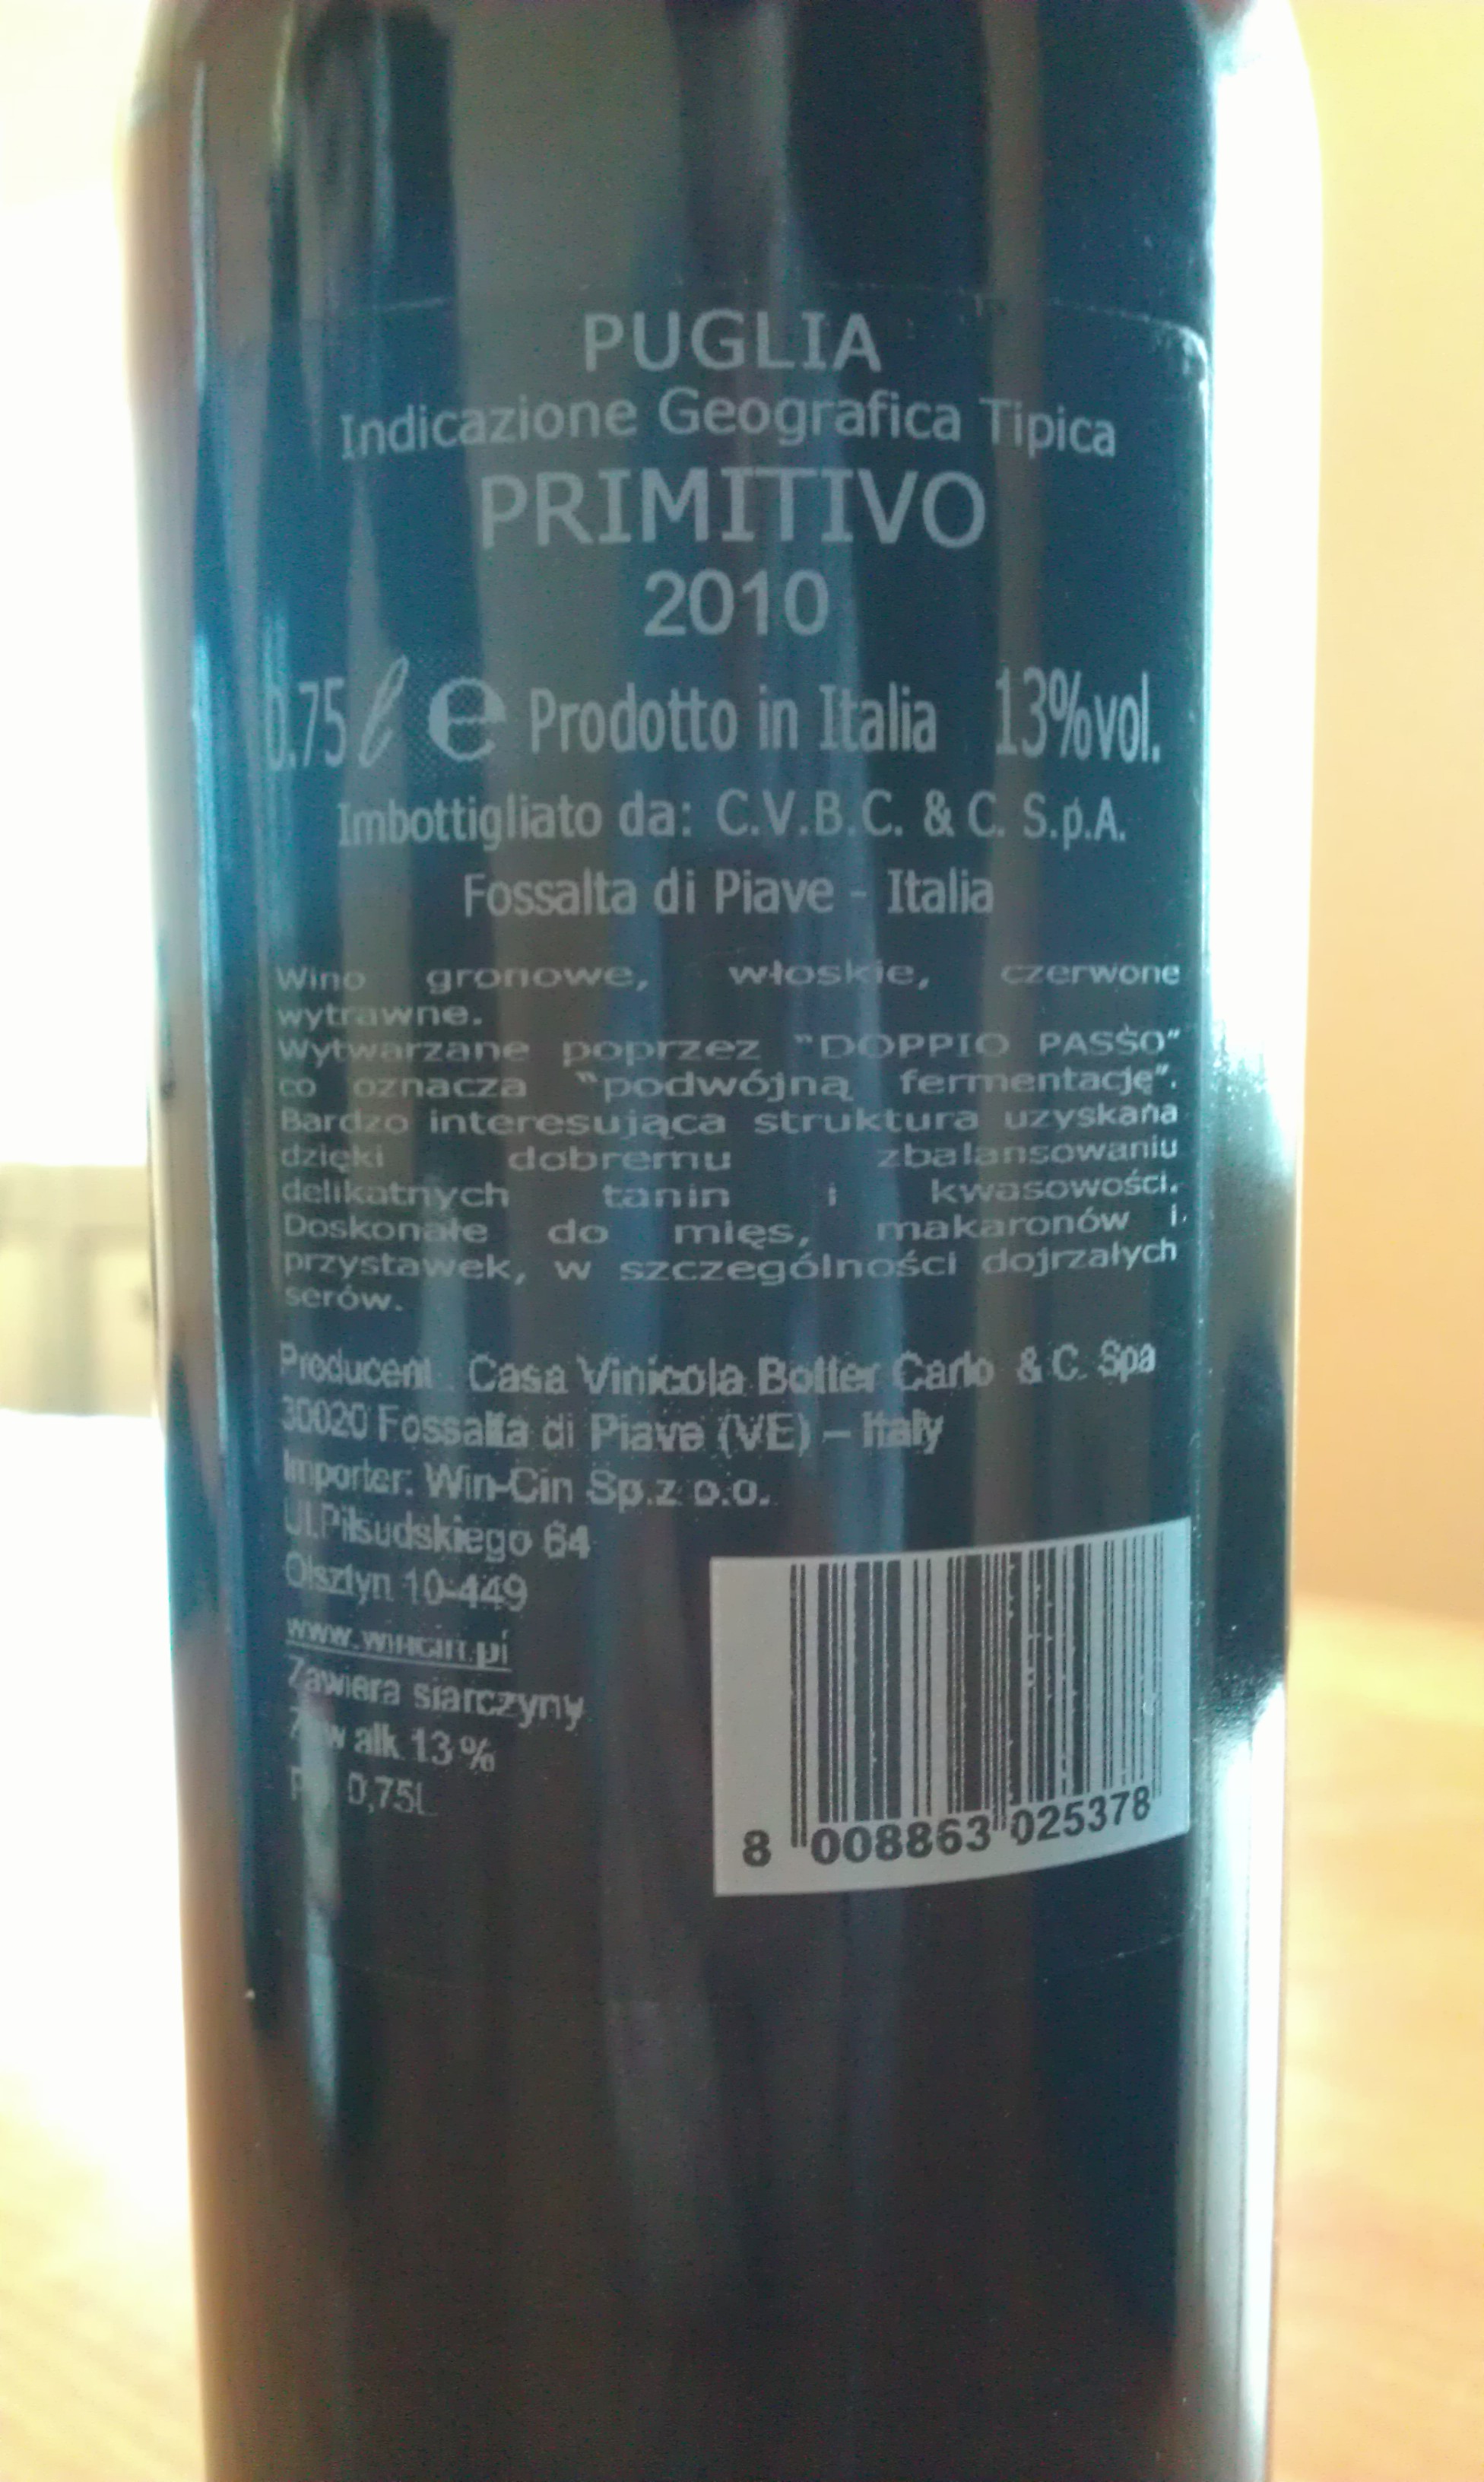 PUGLIA
Indicazione Geografica Tipica
PRIMITIVO
2010
0.75 ℓ e Prodotto in Italia 13%vol.
Imbottigliato da: C.V.B.C. & C. S.p.A.
Fossalta di Piave - Italia
Wino gronowe, włoskie, czerwone
wytrawne.
Wytwarzane poprzez “DOPPIO PASSO”
co oznacza “podwójną fermentację”.
Bardzo interesująca struktura uzyskana
dzięki dobremu zbalansowaniu
delikatnych tanin i kwasowości.
Doskonałe do mięs, makaronów i
przystawek, w szczególności dojrzałych
serów.
Producent : Casa Vinicola Botter Carlo & C. Spa
30020 Fossalta di Piave (VE) – Italy
Importer: Win-Cin Sp.z o.o.
Ul.Piłsudskiego 64
Olsztyn 10-449
www.wincin.pl
Zawiera siarczyny
alk 13 %
0,75L
8 008863 025378